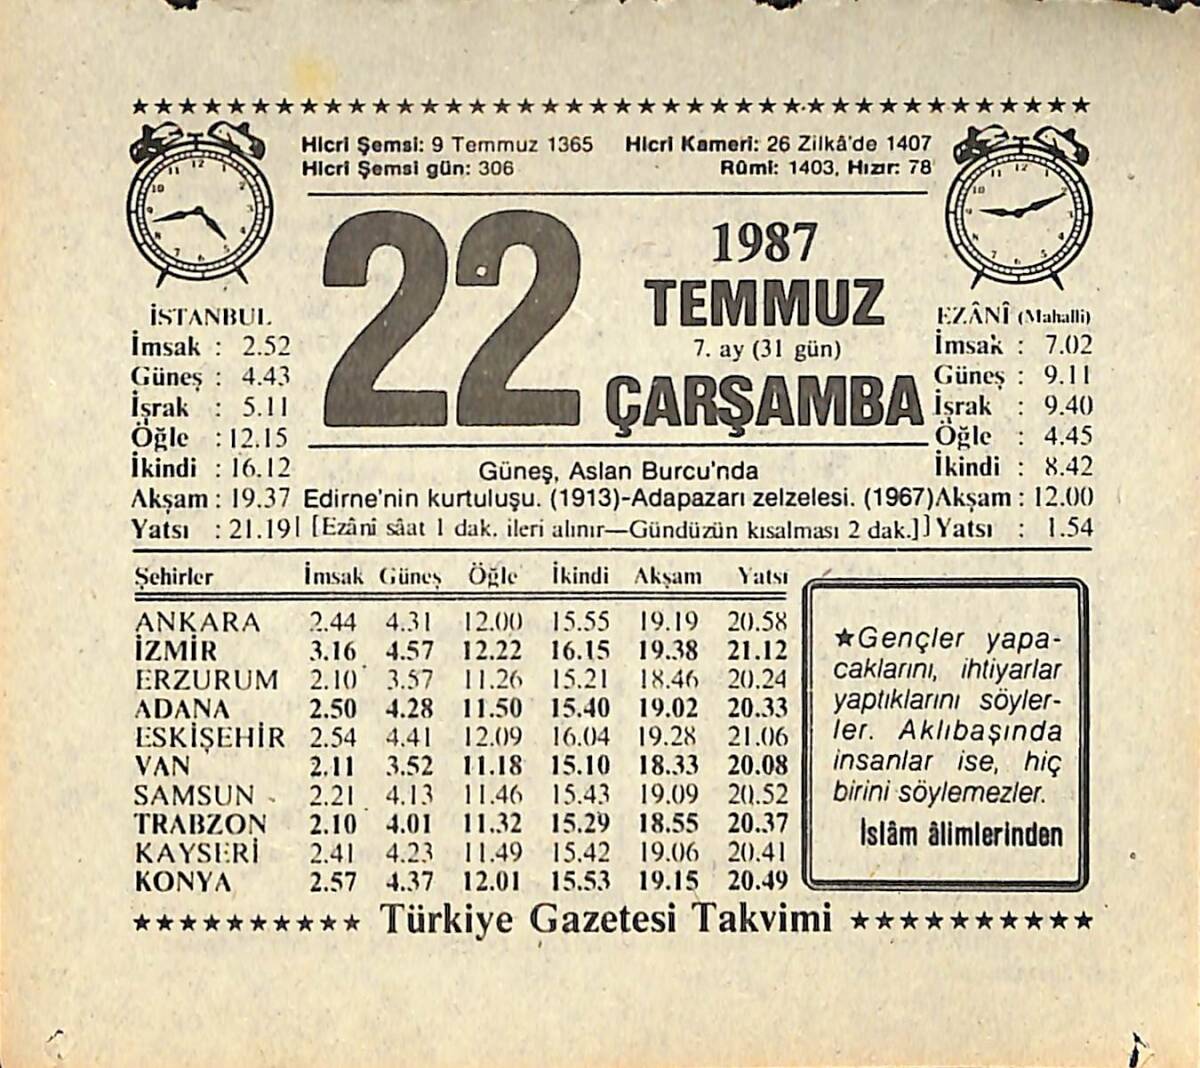 Hicri Şemsi: 9 Temmuz 1365 Hicri Kameri: 26 Zilkâ'de 1407
Hicri Şemsi gün: 306 Rûmi: 1403, Hızır: 78
22
1987
TEMMUZ
7. ay (31 gün)
ÇARŞAMBA
İSTANBUL
İmsak : 2.52
Güneş : 4.43
İşrak : 5.11
Öğle : 12.15
İkindi : 16.12
Akşam : 19.37
Yatsı : 21.19
EZÂNÎ (Mahalli)
İmsak : 7.02
Güneş : 9.11
İşrak : 9.40
Öğle : 4.45
İkindi : 8.42
Akşam : 12.00
Yatsı : 1.54
Güneş, Aslan Burcu'nda
Edirne'nin kurtuluşu. (1913)-Adapazarı zelzelesi. (1967)
[Ezâni sâat 1 dak. ileri alınır—Gündüzün kısalması 2 dak.]
Şehirler İmsak Güneş Öğle İkindi Akşam Yatsı
ANKARA 2.44 4.31 12.00 15.55 19.19 20.58
İZMİR 3.16 4.57 12.22 16.15 19.38 21.12
ERZURUM 2.10 3.57 11.26 15.21 18.46 20.24
ADANA 2.50 4.28 11.50 15.40 19.02 20.33
ESKİŞEHİR 2.54 4.41 12.09 16.04 19.28 21.06
VAN 2.11 3.52 11.18 15.10 18.33 20.08
SAMSUN 2.21 4.13 11.46 15.43 19.09 20.52
TRABZON 2.10 4.01 11.32 15.29 18.55 20.37
KAYSERİ 2.41 4.23 11.49 15.42 19.06 20.41
KONYA 2.57 4.37 12.01 15.53 19.15 20.49
★Gençler yapa-
caklarını, ihtiyarlar
yaptıklarını söyler-
ler. Aklıbaşında
insanlar ise, hiç
birini söylemezler.
İslâm âlimlerinden
★★★★★★★★★★ Türkiye Gazetesi Takvimi ★★★★★★★★★★